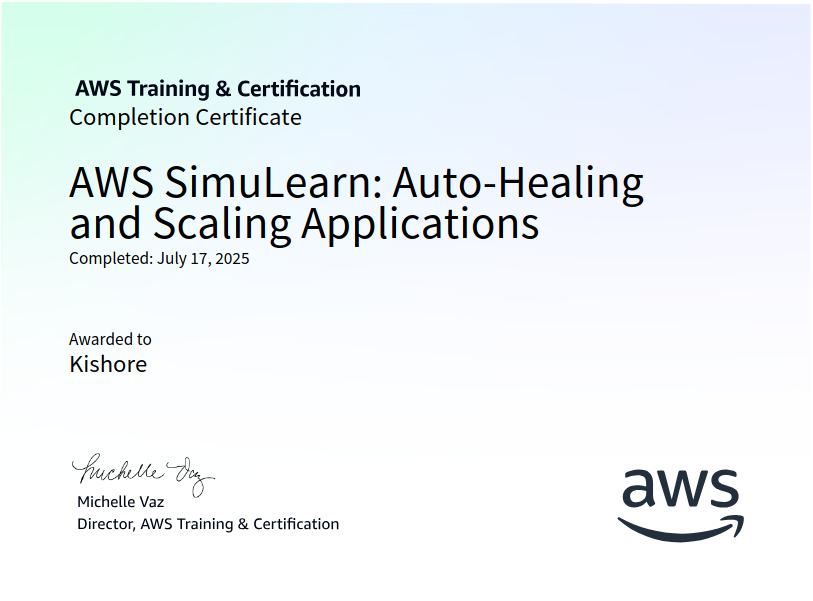 AWS Training & Certification
Completion Certificate
AWS SimuLearn: Auto-Healing
and Scaling Applications
Completed: July 17, 2025
Awarded to
Kishore
Michelle Vaz
Michelle Vaz
Director, AWS Training & Certification
aws